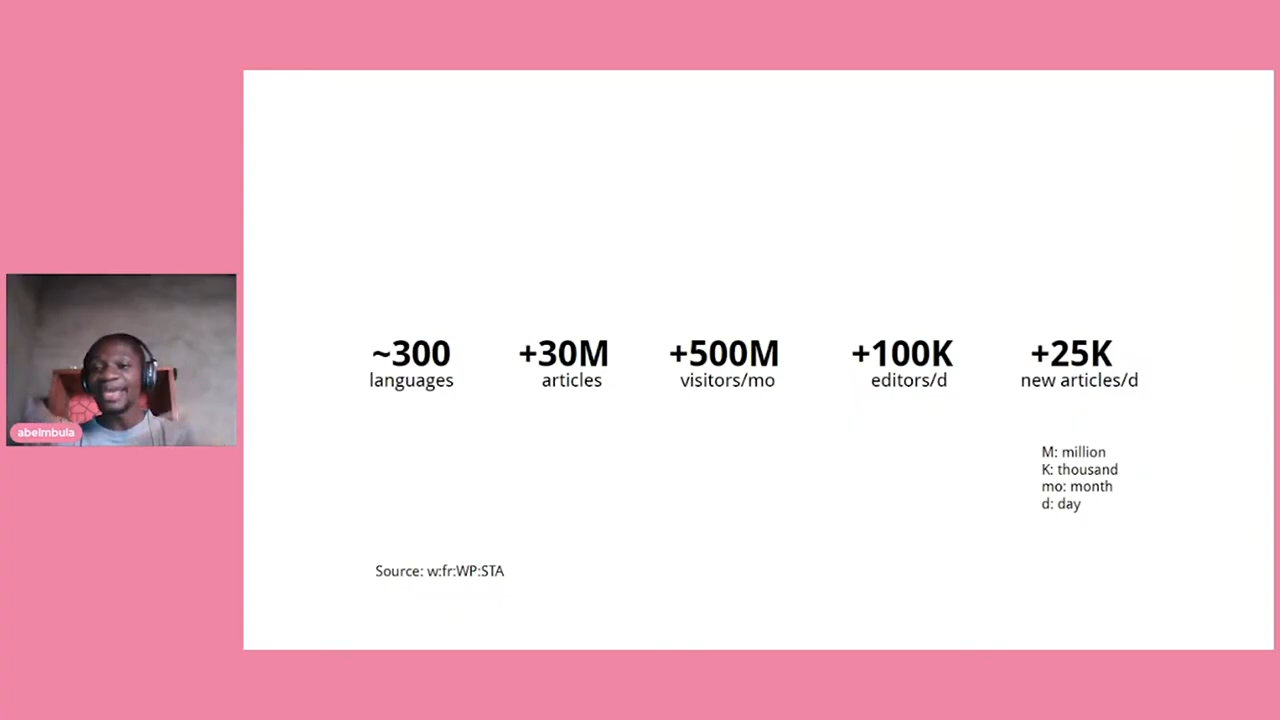 ~300 +30M +500M +100K +25K
languages articles visitors/mo editors/d new articles/d
M: million
K: thousand
mo: month
d: day
Source: w:fr:WP:STA
abelmbula